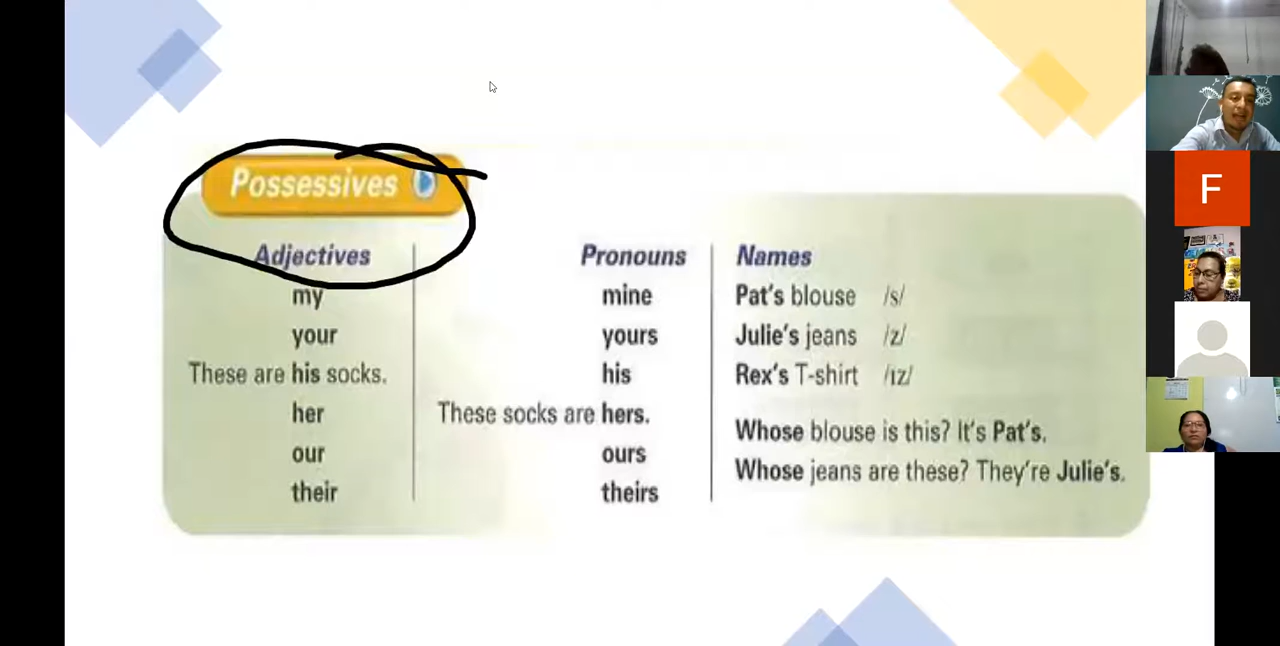 Possessives
Adjectives
my
your
These are his socks.
her
our
their
Pronouns
mine
yours
his
These socks are hers.
ours
theirs
Names
Pat's blouse /s/
Julie's jeans /z/
Rex's T-shirt /ɪz/
Whose blouse is this? It's Pat's.
Whose jeans are these? They're Julie's.
F